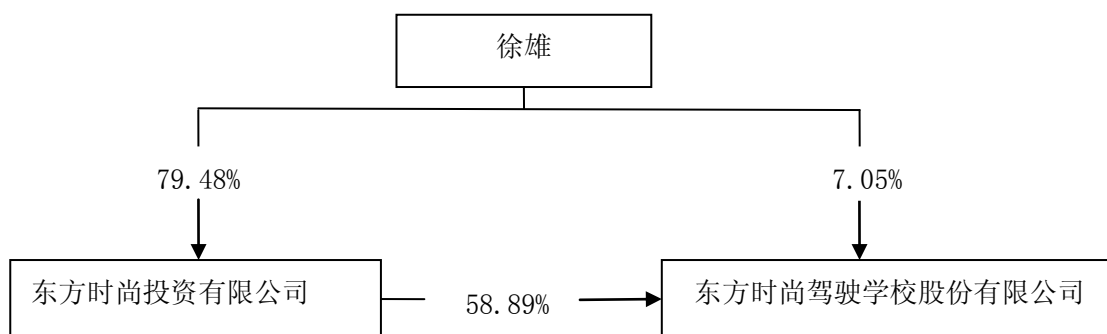 徐雄
79.48%
7.05%
东方时尚投资有限公司
58.89%
东方时尚驾驶学校股份有限公司